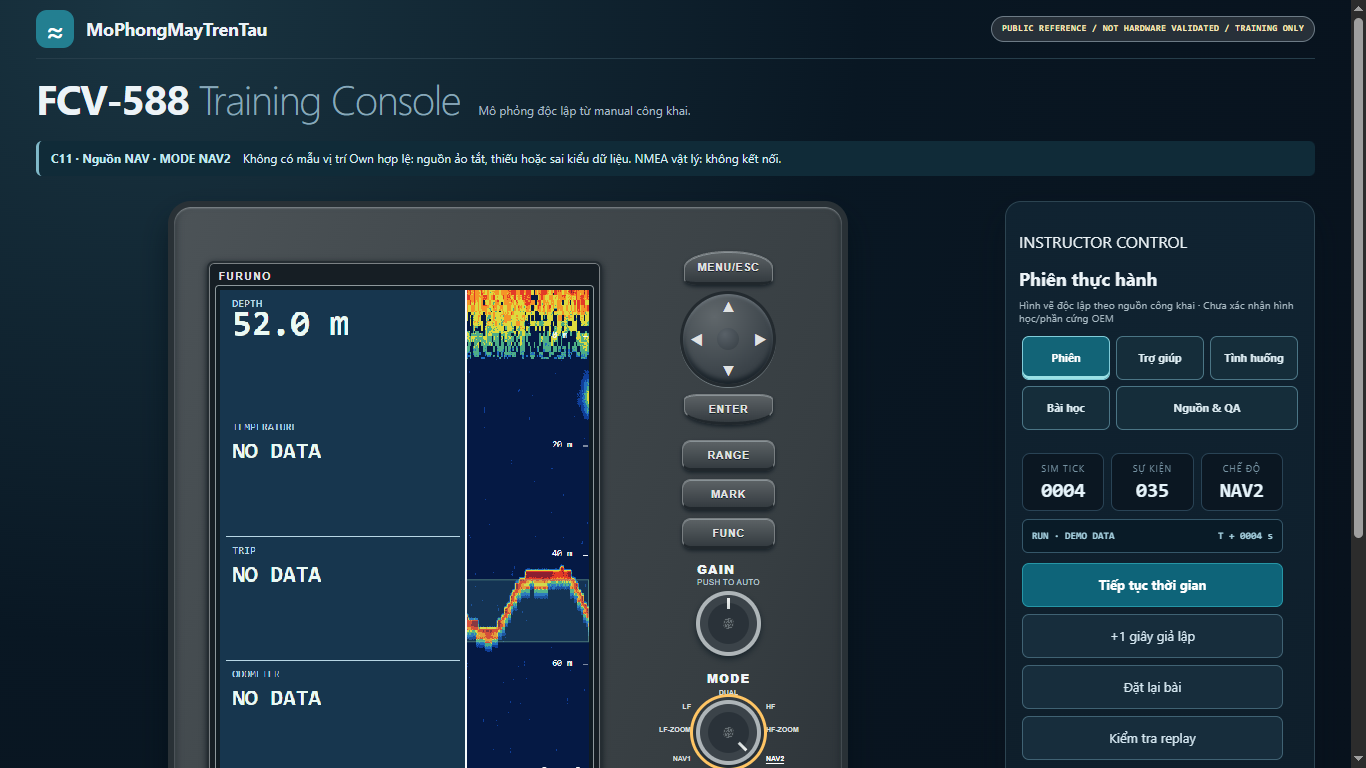 ≈ MoPhongMayTrenTau
PUBLIC REFERENCE / NOT HARDWARE VALIDATED / TRAINING ONLY
FCV-588 Training Console Mô phỏng độc lập từ manual công khai.
C11 · Nguồn NAV · MODE NAV2 Không có mẫu vị trí Own hợp lệ: nguồn ảo tắt, thiếu hoặc sai kiểu dữ liệu. NMEA vật lý: không kết nối.
FURUNO
DEPTH
52.0 m
TEMPERATURE
NO DATA
TRIP
NO DATA
ODOMETER
NO DATA
20 m
40 m
60 m
MENU/ESC
ENTER
RANGE
MARK
FUNC
GAIN
PUSH TO AUTO
MODE
DUAL
LF HF
LF-ZOOM HF-ZOOM
NAV1 NAV2
INSTRUCTOR CONTROL
Phiên thực hành
Hình vẽ độc lập theo nguồn công khai · Chưa xác nhận hình
học/phần cứng OEM
Phiên Trợ giúp Tình huống
Bài học Nguồn & QA
SIM TICK SỰ KIỆN CHẾ ĐỘ
0004 035 NAV2
RUN · DEMO DATA T + 0004 s
Tiếp tục thời gian
+1 giây giả lập
Đặt lại bài
Kiểm tra replay